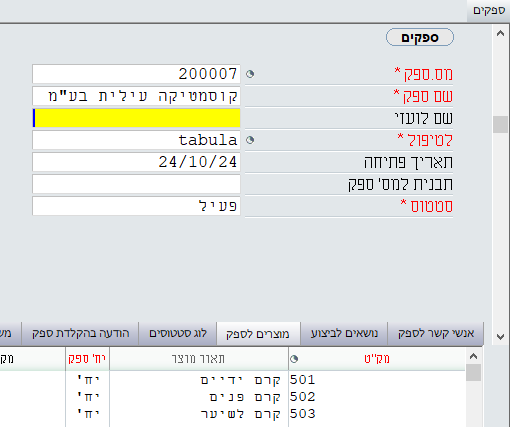 ספקים
ספקים
מס.ספק * 200007
שם ספק * קוסמטיקה עילית בע"מ
שם לועזי
לטיפול * tabula
תאריך פתיחה 24/10/24
תבנית למס' ספק
סטטוס * פעיל
אנשי קשר לספק נושאים לביצוע מוצרים לספק לוג סטטוסים הודעה בהקלדת ספק
מק"ט תאור מוצר יח' ספק
501 קרם ידיים יח'
502 קרם פנים יח'
503 קרם לשיער יח'